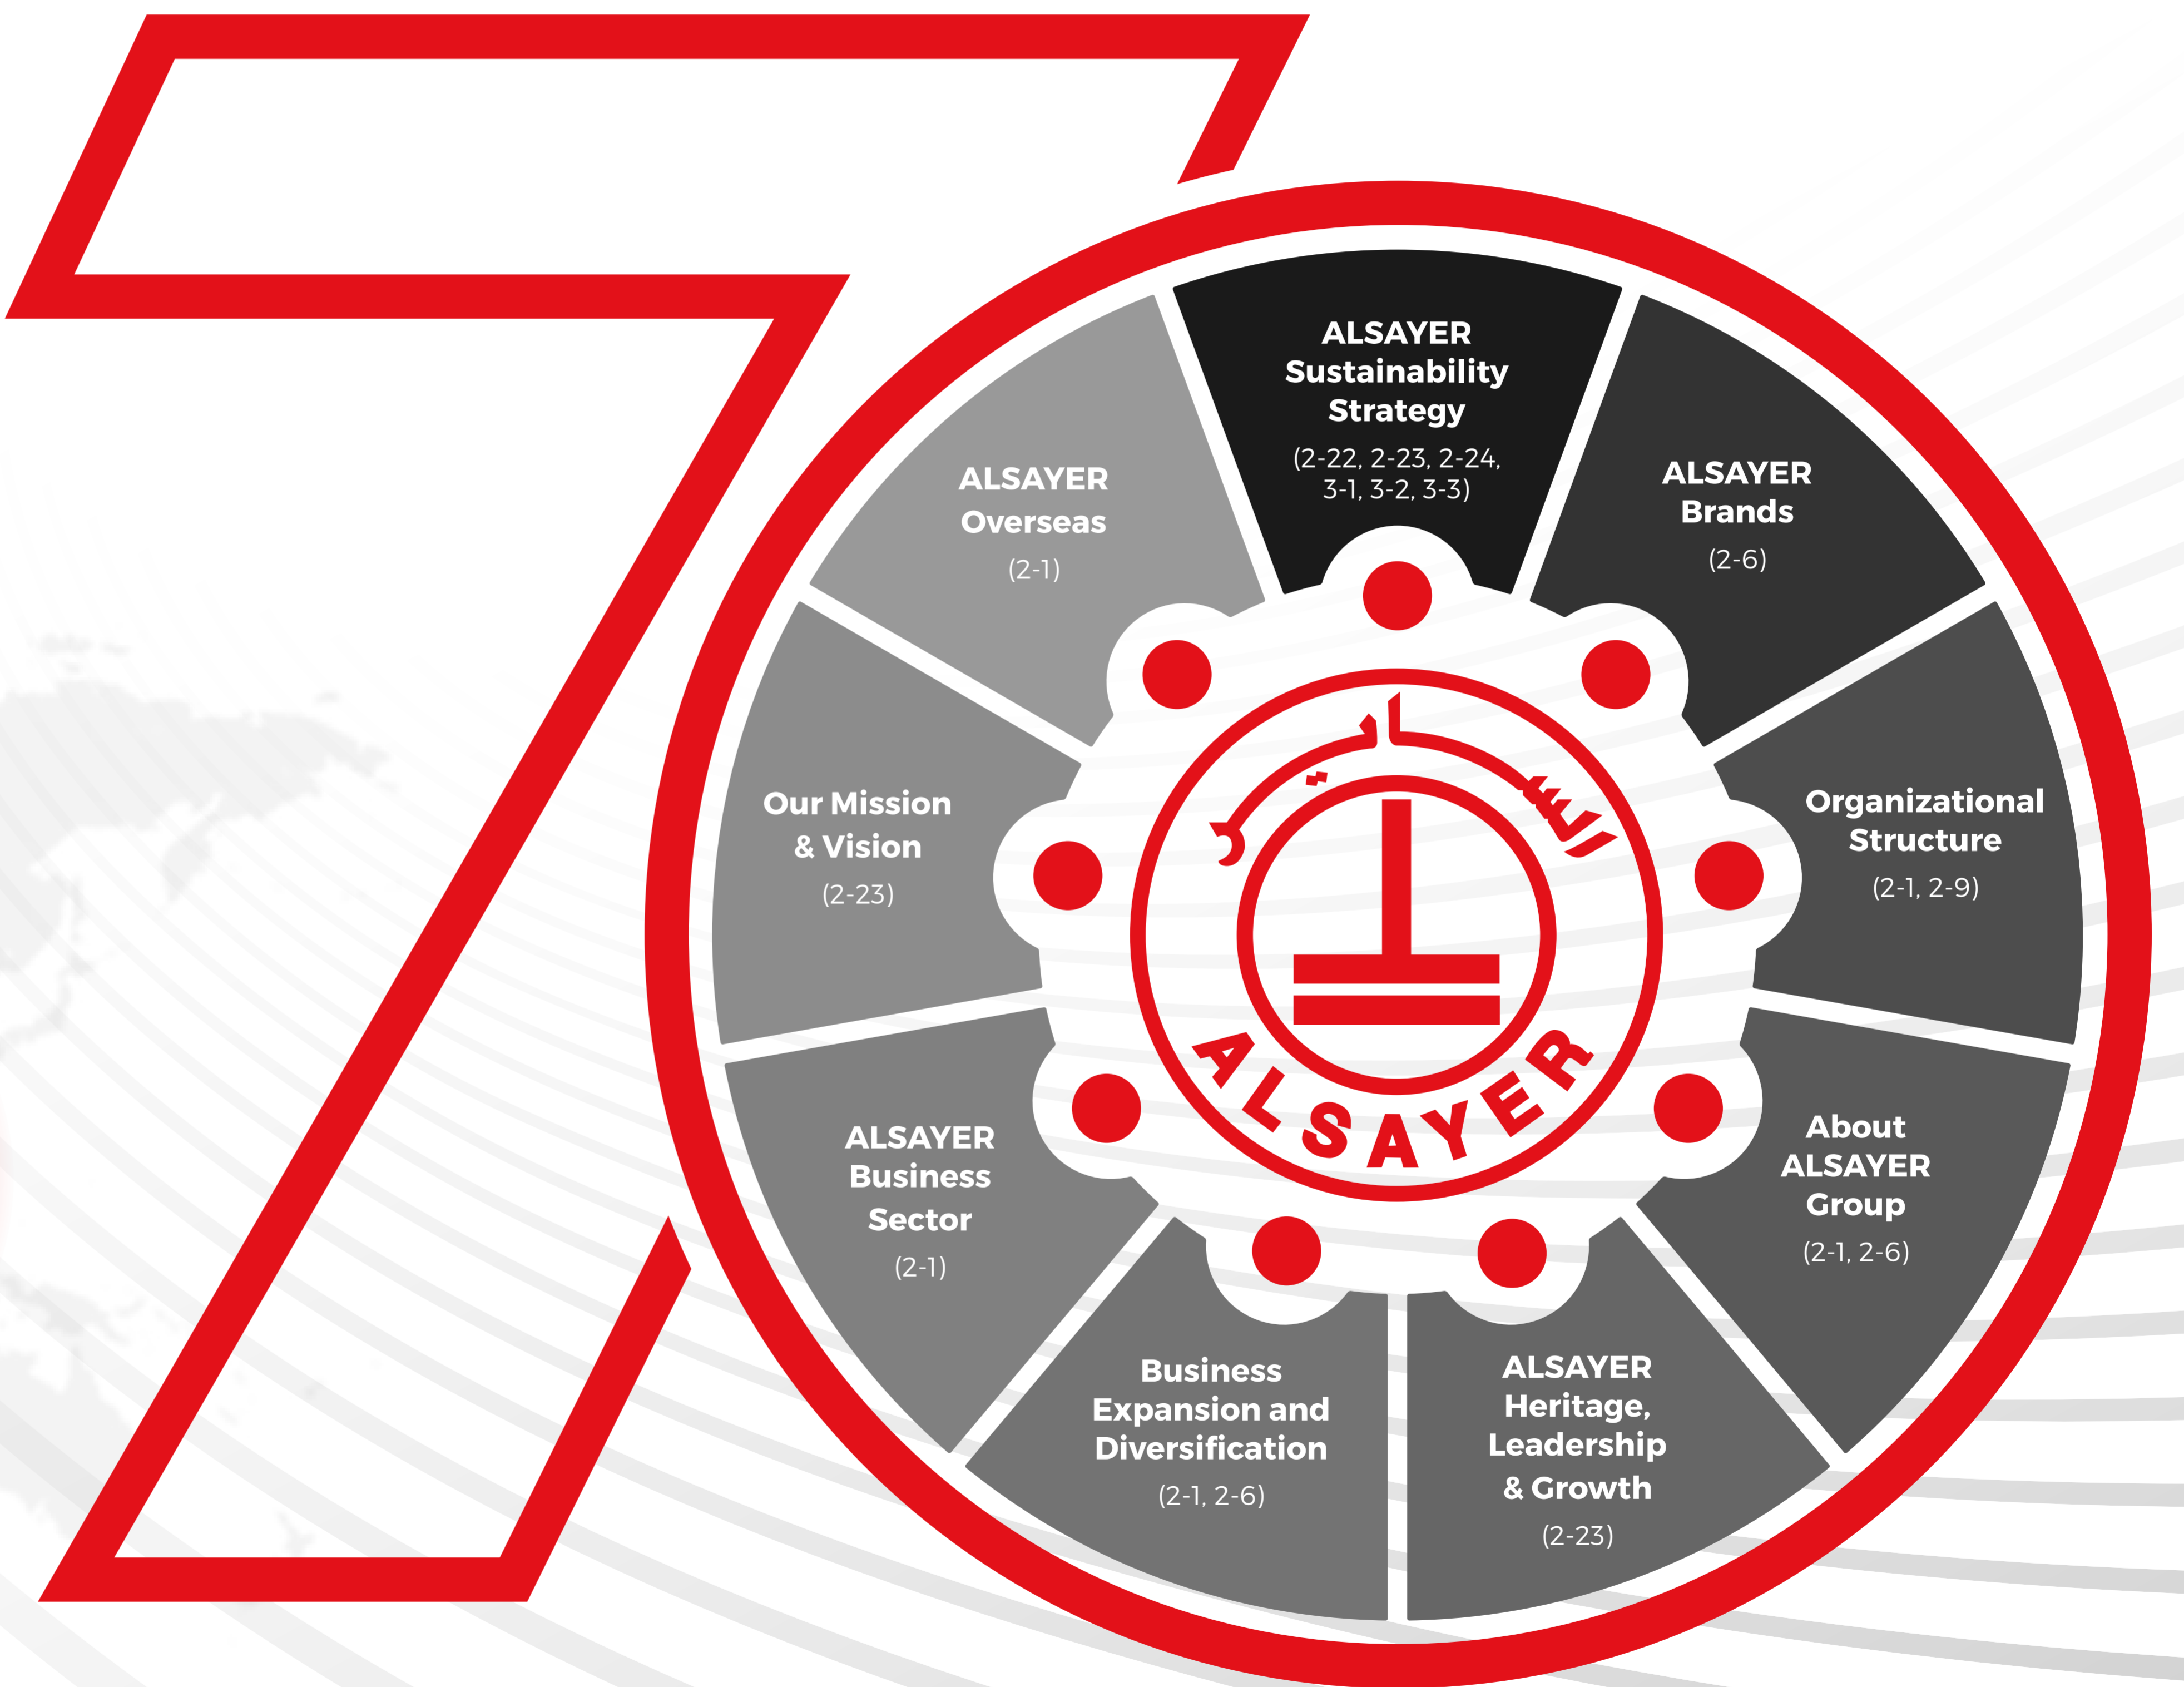 70
ALSAYER
Sustainability
Strategy
(2-22, 2-23, 2-24,
3-1, 3-2, 3-3)
ALSAYER
Brands
(2-6)
Organizational
Structure
(2-1, 2-9)
About
ALSAYER
Group
(2-1, 2-6)
ALSAYER
Heritage,
Leadership
& Growth
(2-23)
Business
Expansion and
Diversification
(2-1, 2-6)
ALSAYER
Business
Sector
(2-1)
Our Mission
& Vision
(2-23)
ALSAYER
Overseas
(2-1)
ALSAYER